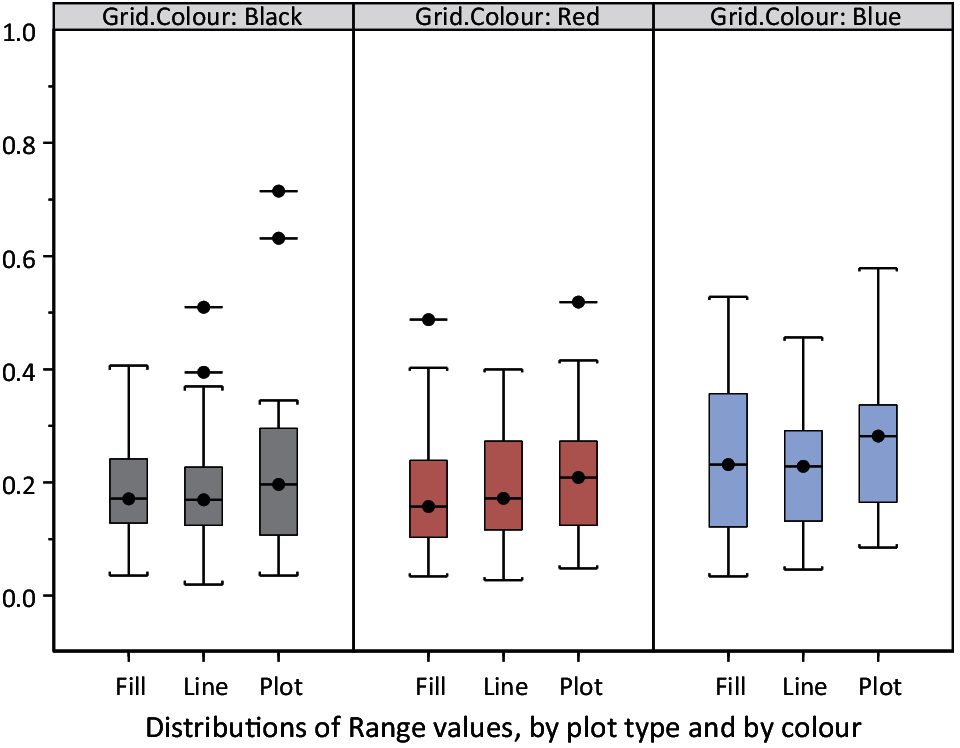 Grid.Colour: Black Grid.Colour: Red Grid.Colour: Blue
1.0
0.8
0.6
0.4
0.2
0.0
Fill Line Plot Fill Line Plot Fill Line Plot
Distributions of Range values, by plot type and by colour